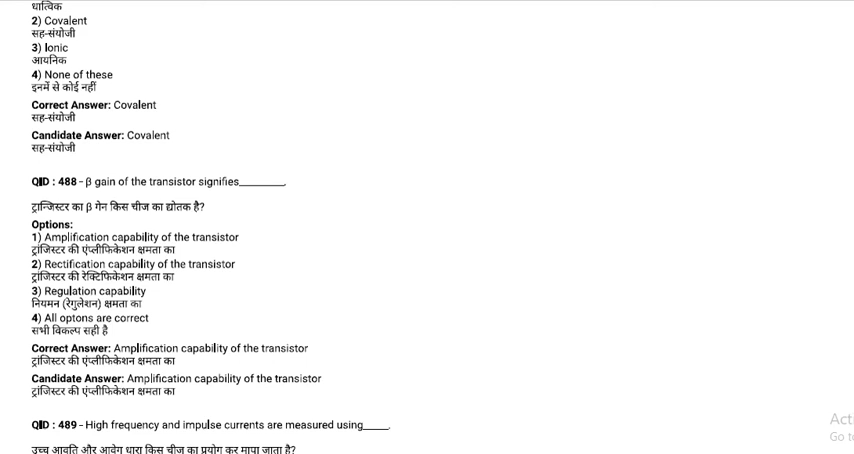 धात्विक
2) Covalent
सह-संयोजी
3) Ionic
आयनिक
4) None of these
इनमें से कोई नहीं
Correct Answer: Covalent
सह-संयोजी
Candidate Answer: Covalent
सह-संयोजी
QID : 488 - β gain of the transistor signifies________.
ट्रान्जिस्टर का β गेन किस चीज का द्योतक है?
Options:
1) Amplification capability of the transistor
ट्रांजिस्टर की एंप्लीफिकेशन क्षमता का
2) Rectification capability of the transistor
ट्रांजिस्टर की रेक्टिफिकेशन क्षमता का
3) Regulation capability
नियमन (रेगुलेशन) क्षमता का
4) All optons are correct
सभी विकल्प सही है
Correct Answer: Amplification capability of the transistor
ट्रांजिस्टर की एंप्लीफिकेशन क्षमता का
Candidate Answer: Amplification capability of the transistor
ट्रांजिस्टर की एंप्लीफिकेशन क्षमता का
QID : 489 - High frequency and impulse currents are measured using_____.
उच्च आवृति और आवेग धारा किस चीज का प्रयोग कर मापा जाता है?
Act
Go to